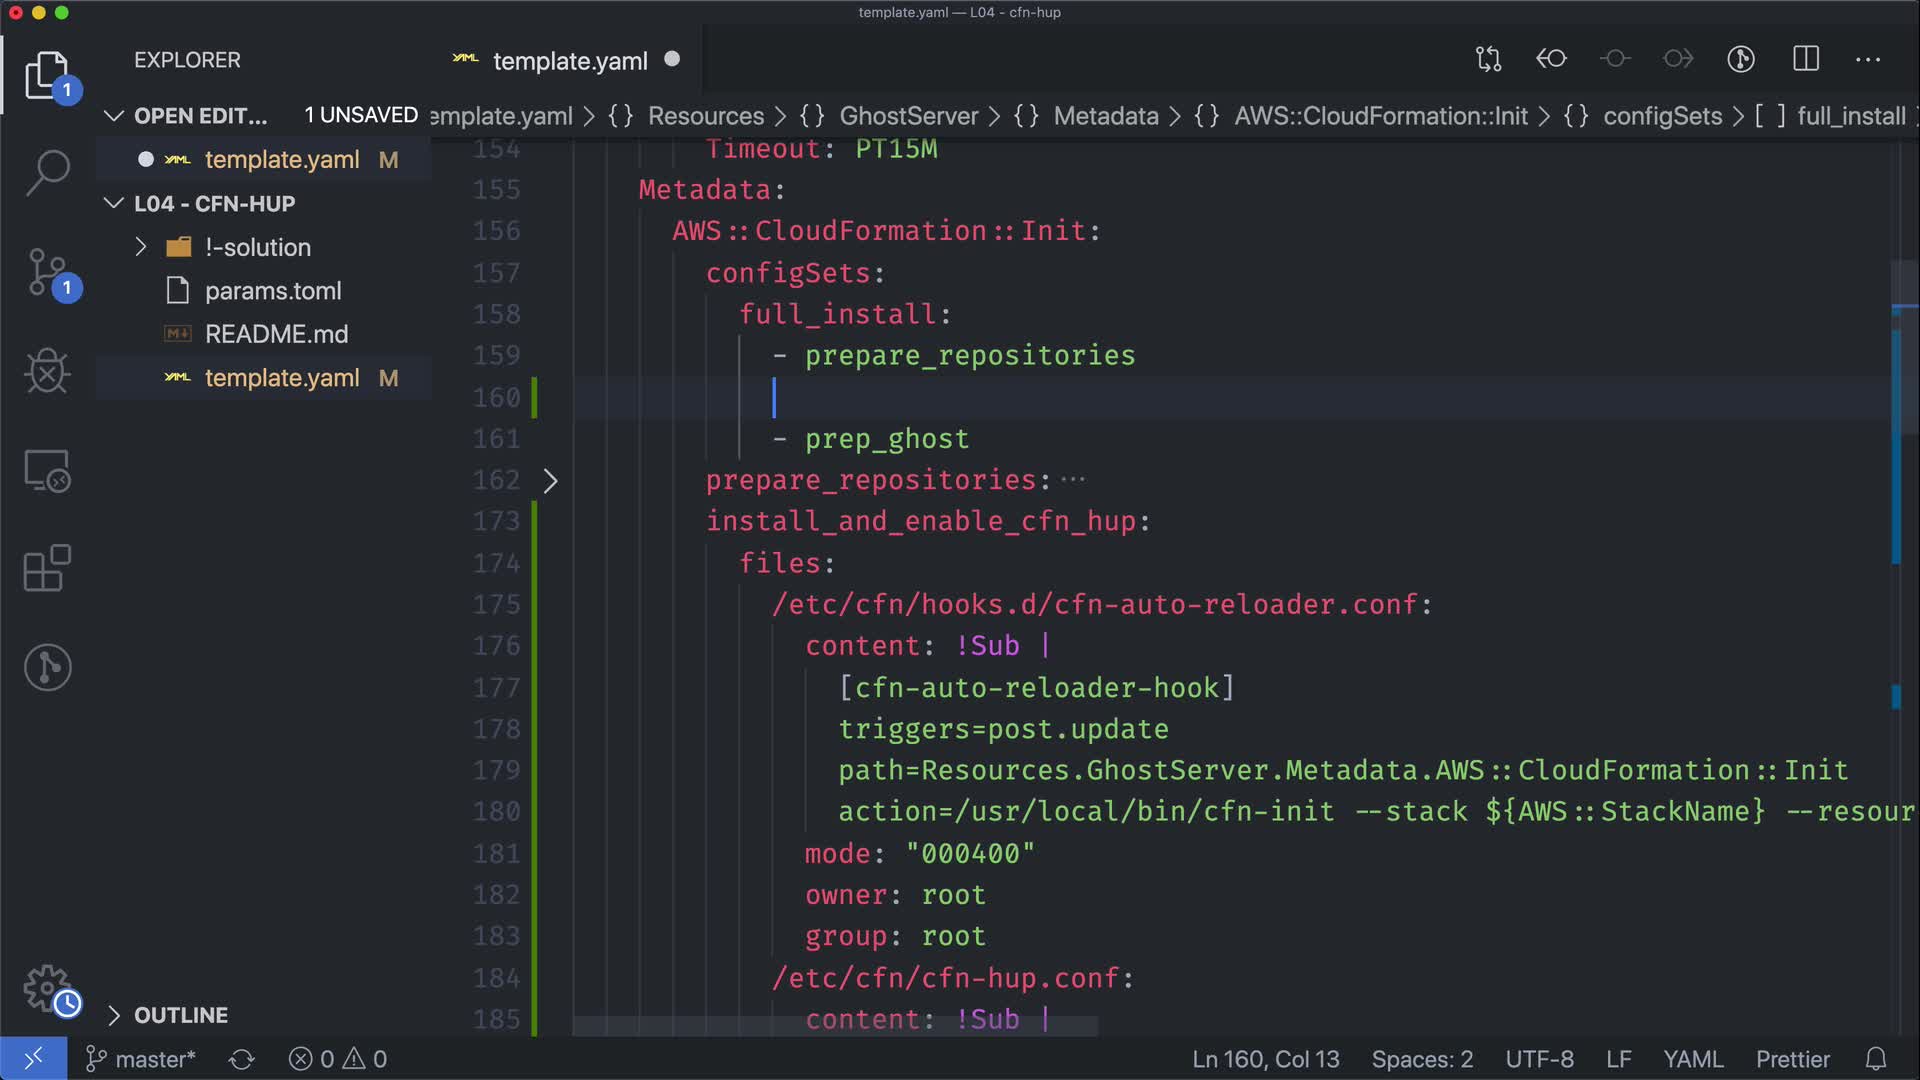 template.yaml — L04 - cfn-hup
EXPLORER
template.yaml
OPEN EDIT... 1 UNSAVED
emplate.yaml > {} Resources > {} GhostServer > {} Metadata > {} AWS::CloudFormation::Init > {} configSets > [ ] full_install
template.yaml M
L04 - CFN-HUP
!-solution
params.toml
README.md
template.yaml M
154 Timeout: PT15M
155 Metadata:
156 AWS::CloudFormation::Init:
157 configSets:
158 full_install:
159 - prepare_repositories
160
161 - prep_ghost
162 prepare_repositories: ...
173 install_and_enable_cfn_hup:
174 files:
175 /etc/cfn/hooks.d/cfn-auto-reloader.conf:
176 content: !Sub |
177 [cfn-auto-reloader-hook]
178 triggers=post.update
179 path=Resources.GhostServer.Metadata.AWS::CloudFormation::Init
180 action=/usr/local/bin/cfn-init --stack ${AWS::StackName} --resour
181 mode: "000400"
182 owner: root
183 group: root
184 /etc/cfn/cfn-hup.conf:
185 content: !Sub |
1
1
OUTLINE
master* 0 0 Ln 160, Col 13 Spaces: 2 UTF-8 LF YAML Prettier